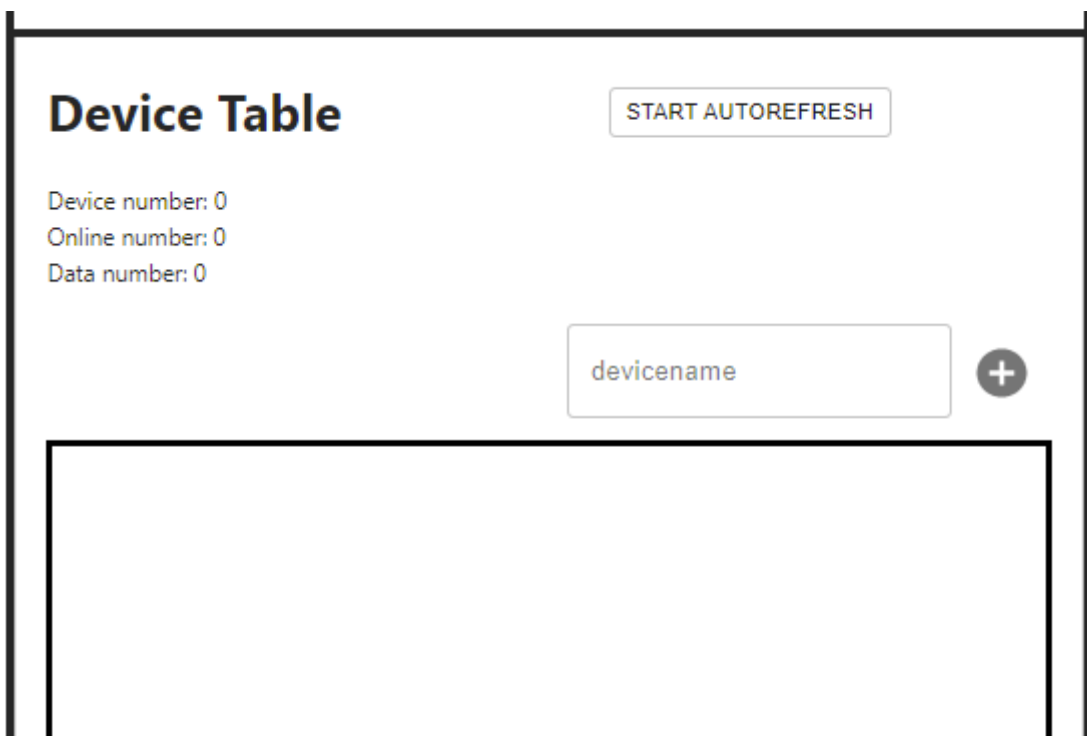 Device Table
START AUTOREFRESH
Device number: 0
Online number: 0
Data number: 0
devicename